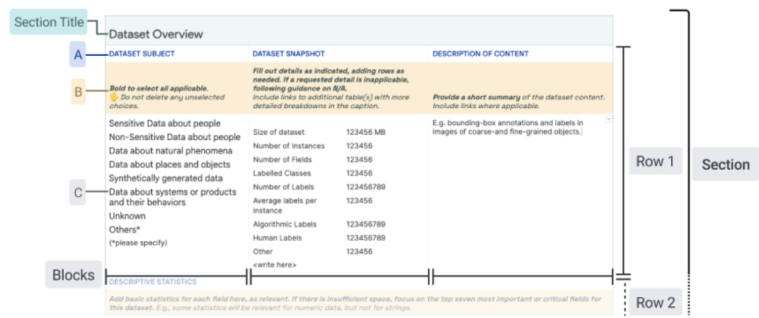 Section Title
Dataset Overview
A
DATASET SUBJECT
DATASET SNAPSHOT
DESCRIPTION OF CONTENT
B
Bold to select all applicable.
Do not delete any unselected
choices.
Fill out details as indicated, adding rows as
needed. If a requested detail is inapplicable,
following guidance on N/A.
Include links to additional table(s) with more
detailed breakdowns in the caption.
Provide a short summary of the dataset content.
Include links where applicable.
C
Sensitive Data about people
Non-Sensitive Data about people
Data about natural phenomena
Data about places and objects
Synthetically generated data
Data about systems or products
and their behaviors
Unknown
Others*
(*please specify)
Size of dataset 123456 MB
Number of Instances 123456
Number of Fields 123456
Labelled Classes 123456
Number of Labels 123456789
Average labels per 123456
instance
Algorithmic Labels 123456789
Human Labels 123456789
Other 123456
<write here>
E.g. bounding-box annotations and labels in
images of coarse-and fine-grained objects.
Row 1
Section
Blocks
DESCRIPTIVE STATISTICS
Add basic statistics for each field here, as relevant. If there is insufficient space, focus on the top seven most important or critical fields for
this dataset. E.g., some statistics will be relevant for numeric data, but not for strings.
Row 2